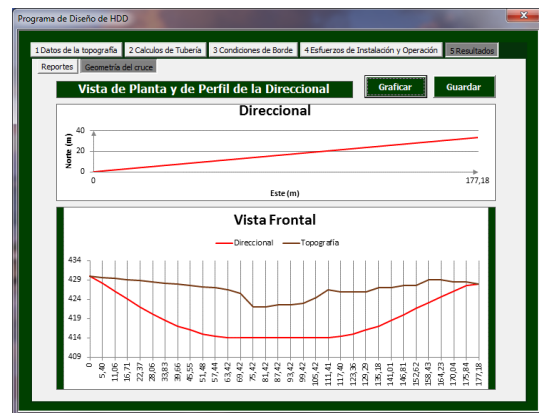 Programa de Diseño de HDD
1 Datos de la topografía 2 Calculos de Tubería 3 Condiciones de Borde 4 Esfuerzos de Instalación y Operación 5 Resultados
Reportes Geometría del cruce
Vista de Planta y de Perfil de la Direccional Graficar Guardar
Direccional
Norte (m)
40
20
0
0 177,18
Este (m)
Vista Frontal
Direccional Topografía
434
429
424
419
414
409
0 5,40 11,06 16,71 22,37 28,06 33,83 39,66 45,55 51,48 57,44 63,42 69,42 75,42 81,42 87,42 93,42 99,42 105,42 111,41 117,40 123,36 129,29 135,18 141,01 146,81 152,62 158,43 164,23 170,04 175,84 177,18